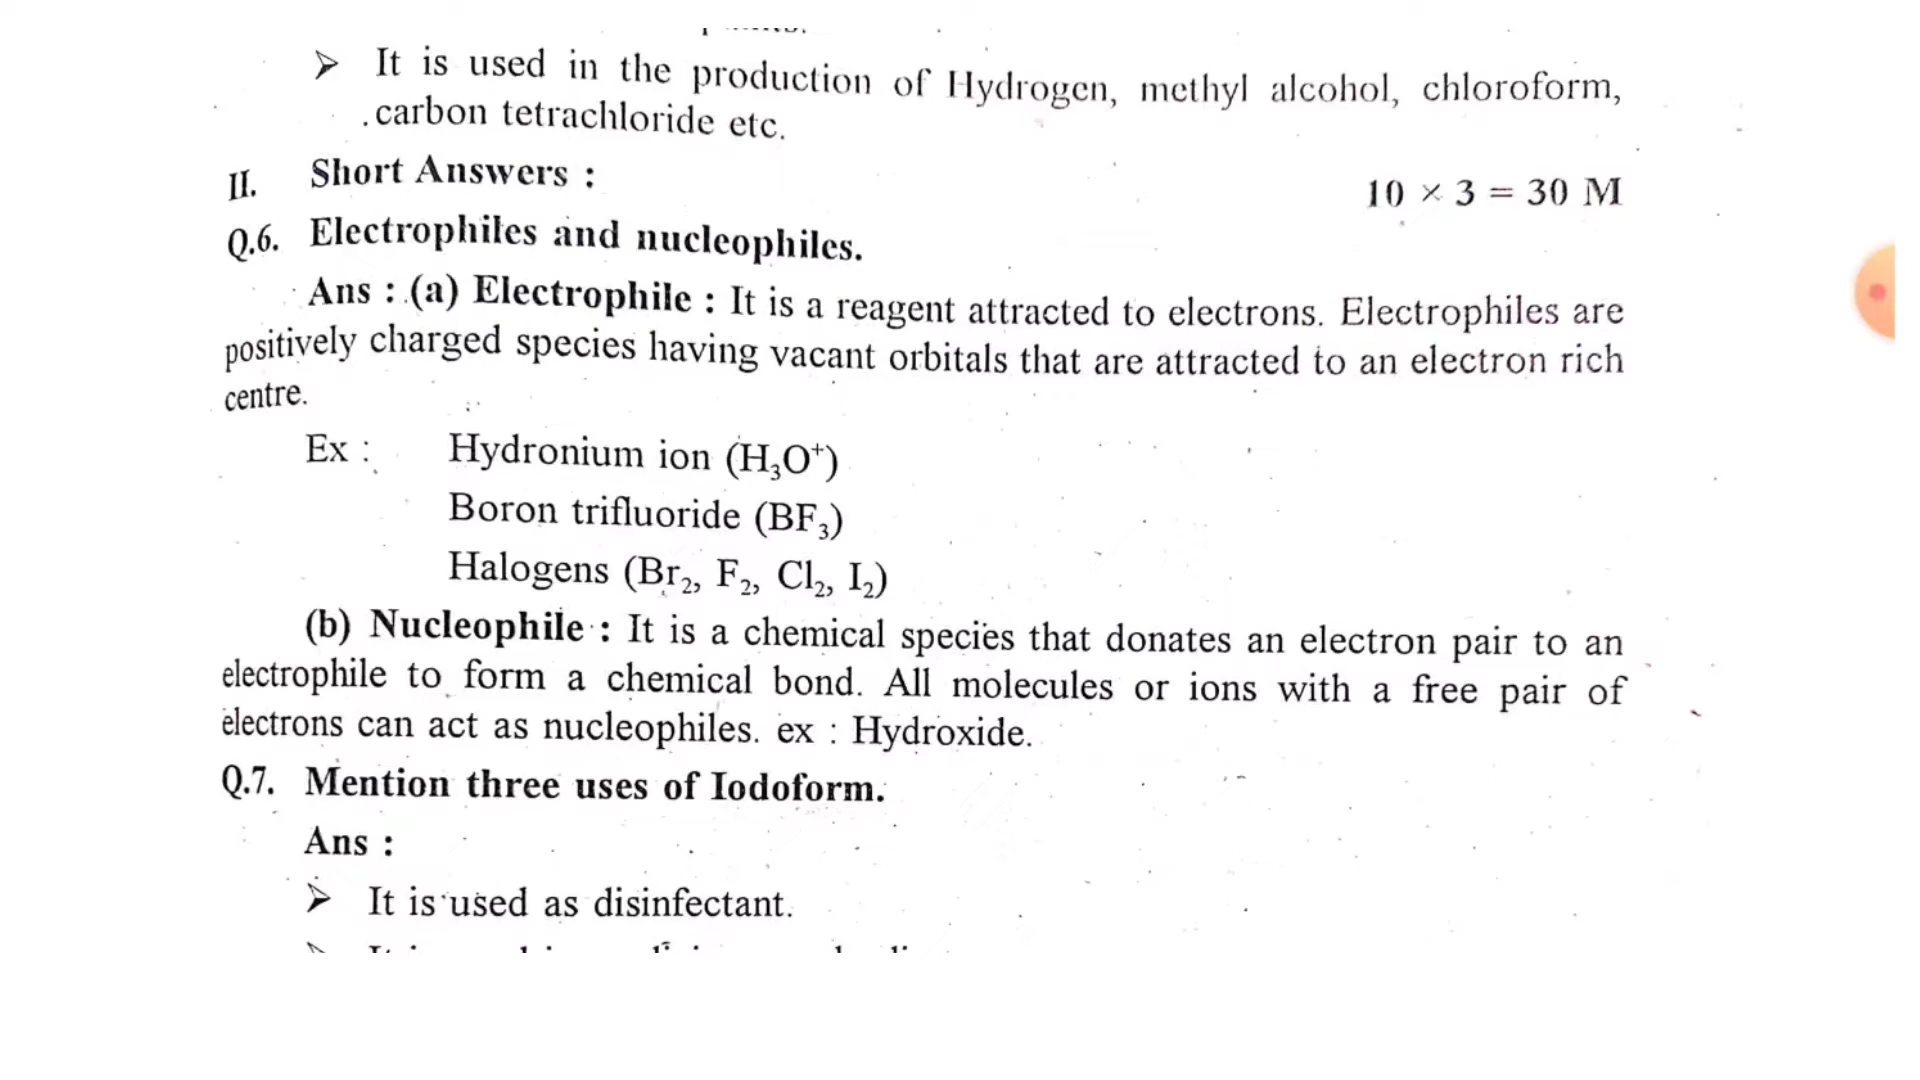 ➢ It is used in the production of Hydrogen, methyl alcohol, chloroform,
carbon tetrachloride etc.
II. Short Answers :
10 × 3 = 30 M
Q.6. Electrophiles and nucleophiles.
Ans : (a) Electrophile : It is a reagent attracted to electrons. Electrophiles are
positively charged species having vacant orbitals that are attracted to an electron rich
centre.
Ex : Hydronium ion (H₃O⁺)
Boron trifluoride (BF₃)
Halogens (Br₂, F₂, Cl₂, I₂)
(b) Nucleophile : It is a chemical species that donates an electron pair to an
electrophile to form a chemical bond. All molecules or ions with a free pair of
electrons can act as nucleophiles. ex : Hydroxide.
Q.7. Mention three uses of Iodoform.
Ans :
➢ It is used as disinfectant.